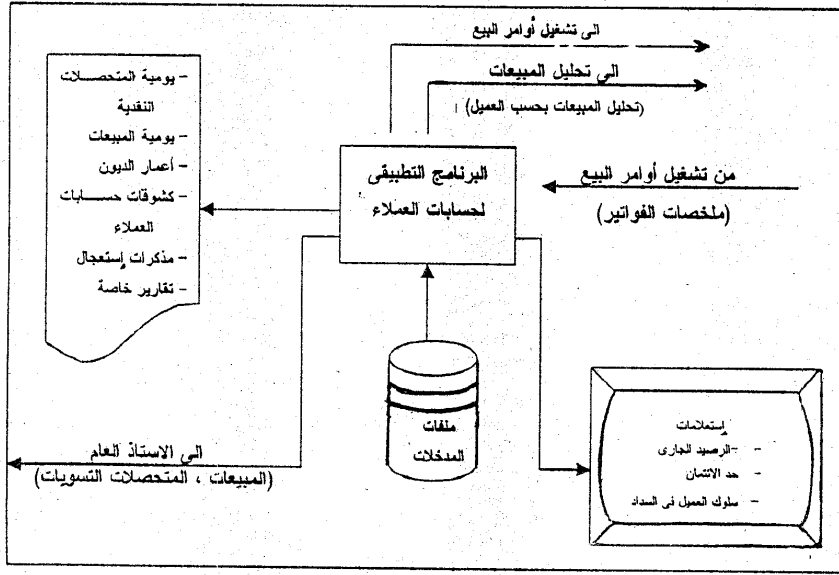 الى تشغيل أوامر البيع
الى تحليل المبيعات
(تحليل المبيعات بحسب العميل)
- يومية المتحصلات
النقدية
- يومية المبيعات
- أعمار الديون
- كشوفات حسابات
العملاء
- مذكرات إستعجال
- تقارير خاصة
البرنامج التطبيقى
لحسابات العملاء
من تشغيل أوامر البيع
(ملخصات الفواتير)
ملفات
المدخلات
الى الاستاذ العام
(المبيعات ، المتحصلات التسويات)
إستعلامات
- الرصيد الجارى
- حد الائتمان
- سلوك العميل فى السداد